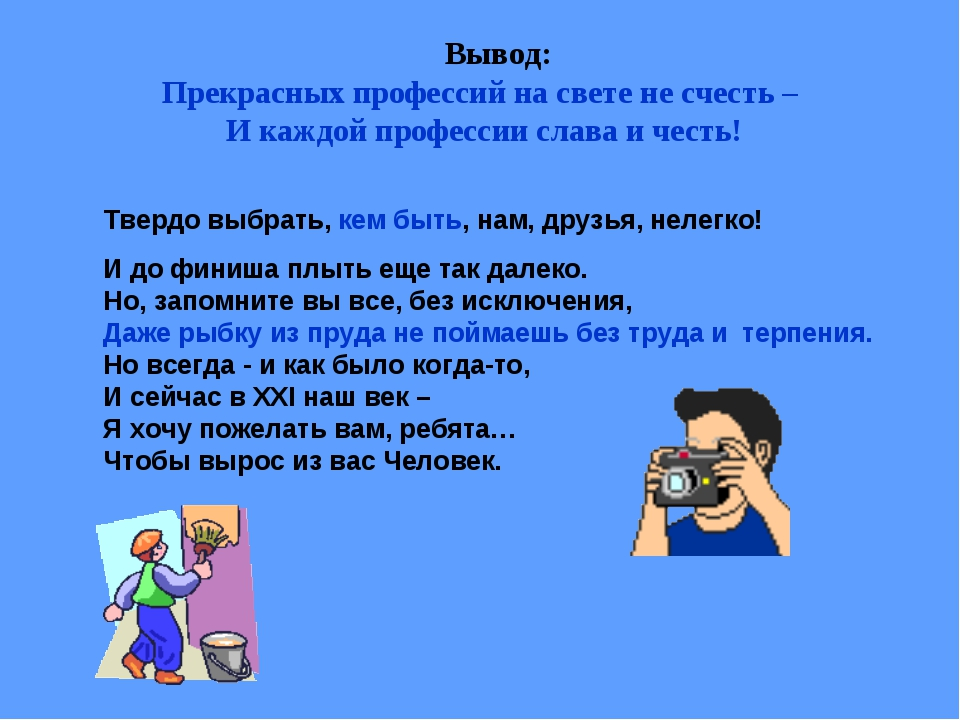 Вывод:
Прекрасных профессий на свете не счесть –
И каждой профессии слава и честь!
Твердо выбрать, кем быть, нам, друзья, нелегко!
И до финиша плыть еще так далеко.
Но, запомните вы все, без исключения,
Даже рыбку из пруда не поймаешь без труда и  терпения.
Но всегда - и как было когда-то,
И сейчас в XXI наш век –
Я хочу пожелать вам, ребята…
Чтобы вырос из вас Человек.